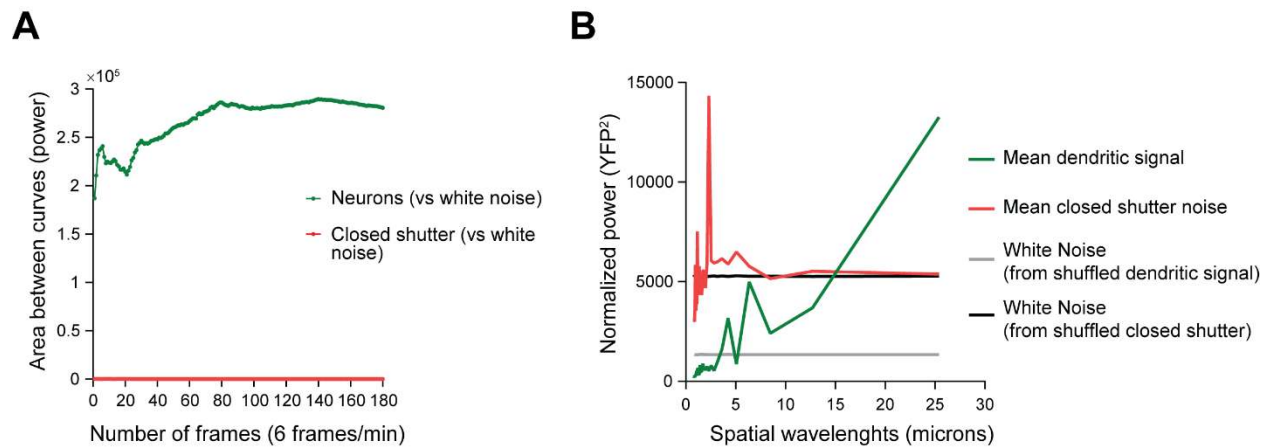 A
×10⁵
3
2.5
2
1.5
1
0.5
0
0 20 40 60 80 100 120 140 160 180
Area between curves (power)
Number of frames (6 frames/min)
Neurons (vs white noise)
Closed shutter (vs white
noise)
B
15000
10000
5000
0
0 5 10 15 20 25 30
Normalized power (YFP²)
Spatial wavelenghts (microns)
Mean dendritic signal
Mean closed shutter noise
White Noise
(from shuffled dendritic signal)
White Noise
(from shuffled closed shutter)